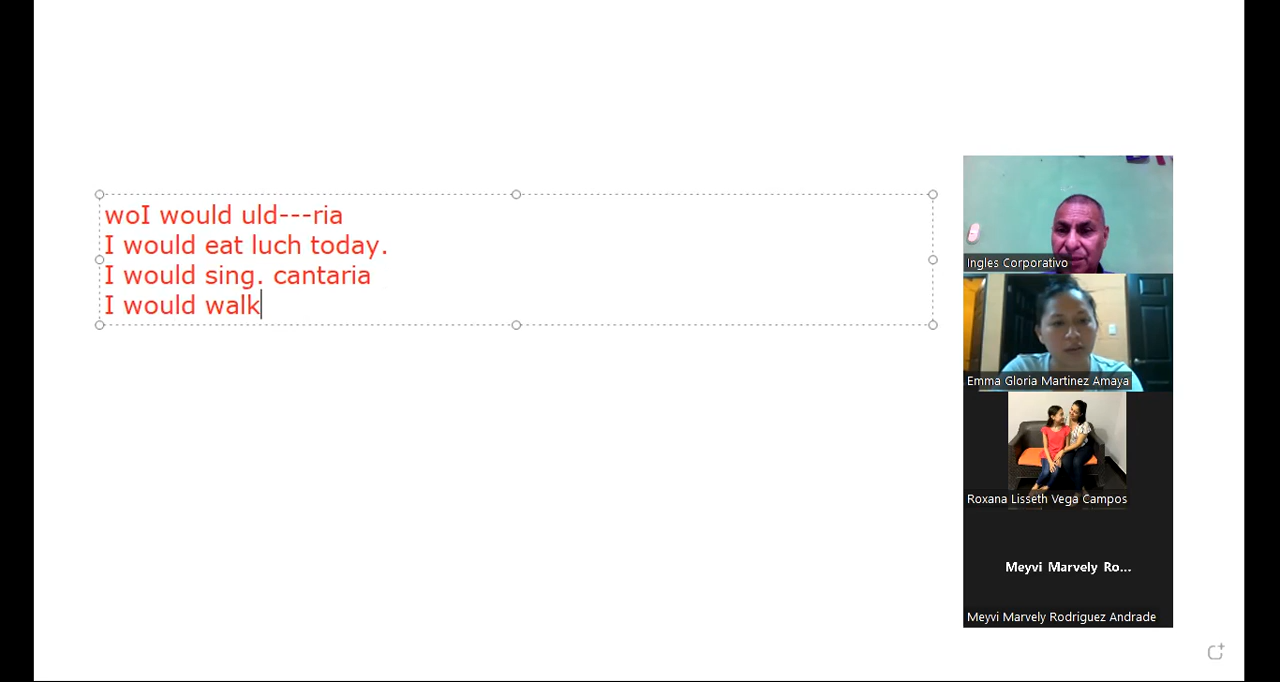 woI would uld---ria
I would eat luch today.
I would sing. cantaria
I would walk
Ingles Corporativo
Emma Gloria Martinez Amaya
Roxana Lisseth Vega Campos
Meyvi Marvely Ro...
Meyvi Marvely Rodriguez Andrade